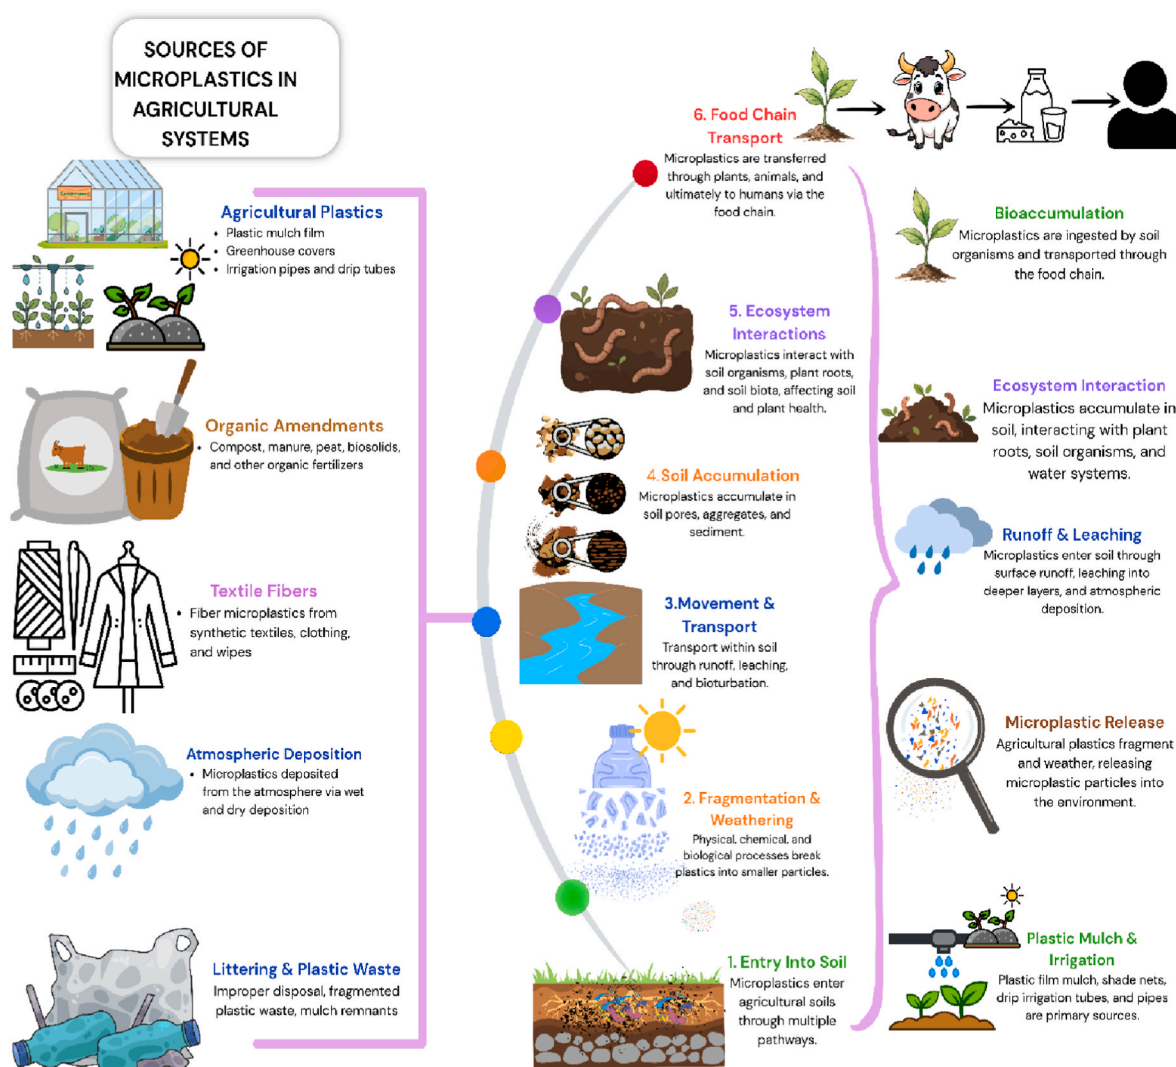 SOURCES OF
MICROPLASTICS IN
AGRICULTURAL
SYSTEMS
Agricultural Plastics
• Plastic mulch film
• Greenhouse covers
• Irrigation pipes and drip tubes
Organic Amendments
• Compost, manure, peat, biosolids,
and other organic fertilizers
Textile Fibers
• Fiber microplastics from
synthetic textiles, clothing,
and wipes
Atmospheric Deposition
• Microplastics deposited
from the atmosphere via wet
and dry deposition
Littering & Plastic Waste
Improper disposal, fragmented
plastic waste, mulch remnants
6. Food Chain
Transport
Microplastics are transferred
through plants, animals, and
ultimately to humans via the
food chain.
5. Ecosystem
Interactions
Microplastics interact with
soil organisms, plant roots,
and soil biota, affecting soil
and plant health.
4. Soil Accumulation
Microplastics accumulate in
soil pores, aggregates, and
sediment.
3.Movement &
Transport
Transport within soil
through runoff, leaching,
and bioturbation.
2. Fragmentation &
Weathering
Physical, chemical, and
biological processes break
plastics into smaller particles.
1. Entry Into Soil
Microplastics enter
agricultural soils
through multiple
pathways.
Bioaccumulation
Microplastics are ingested by soil
organisms and transported through
the food chain.
Ecosystem Interaction
Microplastics accumulate in
soil, interacting with plant
roots, soil organisms, and
water systems.
Runoff & Leaching
Microplastics enter soil through
surface runoff, leaching into
deeper layers, and atmospheric
deposition.
Microplastic Release
Agricultural plastics fragment
and weather, releasing
microplastic particles into
the environment.
Plastic Mulch &
Irrigation
Plastic film mulch, shade nets,
drip irrigation tubes, and pipes
are primary sources.